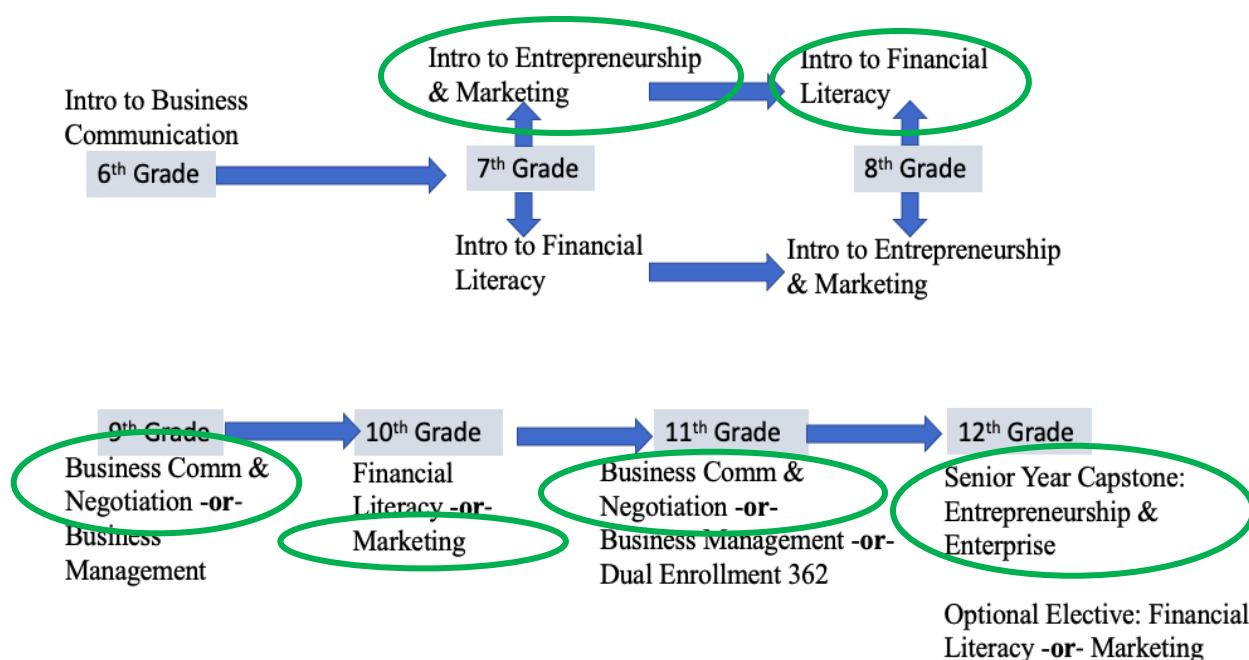 Intro to Entrepreneurship
& Marketing
Intro to Financial
Literacy
Intro to Business
Communication
6th Grade
7th Grade
8th Grade
Intro to Financial
Literacy
Intro to Entrepreneurship
& Marketing
9th Grade
10th Grade
11th Grade
12th Grade
Business Comm &
Negotiation -or-
Business
Management
Financial
Literacy -or-
Marketing
Business Comm &
Negotiation -or-
Business Management -or-
Dual Enrollment 362
Senior Year Capstone:
Entrepreneurship &
Enterprise
Optional Elective: Financial
Literacy -or- Marketing